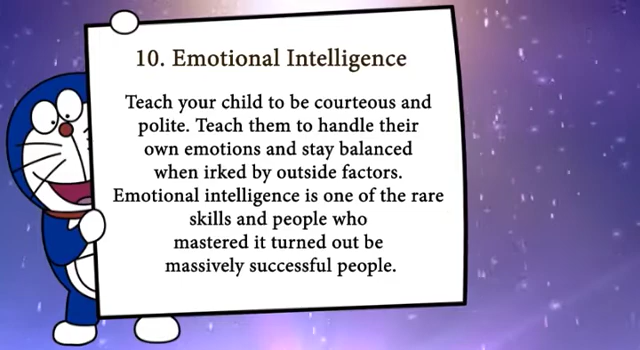 10. Emotional Intelligence
Teach your child to be courteous and
polite. Teach them to handle their
own emotions and stay balanced
when irked by outside factors.
Emotional intelligence is one of the rare
skills and people who
mastered it turned out be
massively successful people.